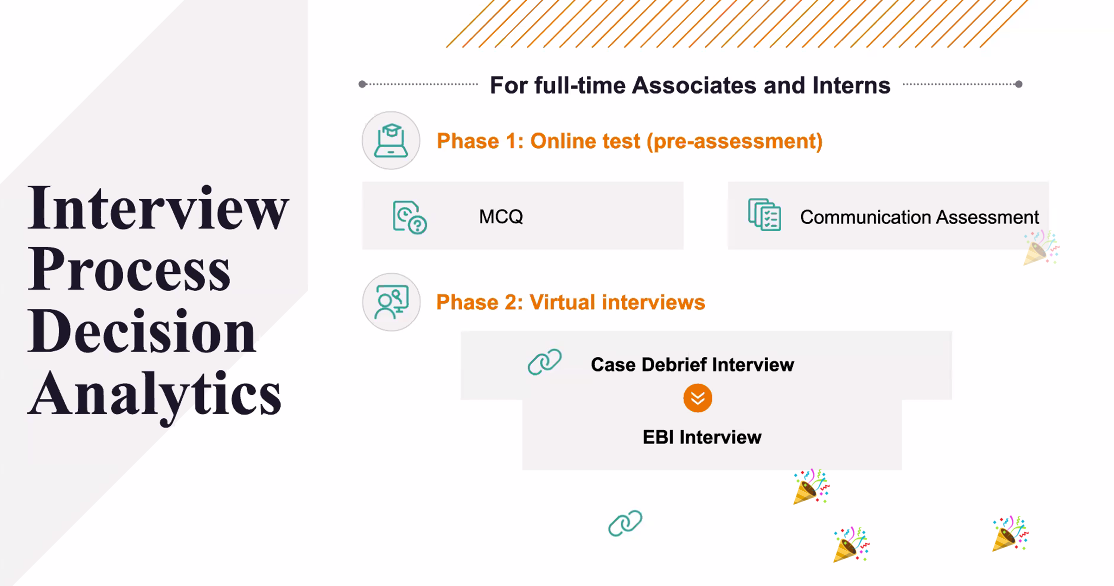 Interview
Process
Decision
Analytics
For full-time Associates and Interns
Phase 1: Online test (pre-assessment)
MCQ
Communication Assessment
Phase 2: Virtual interviews
Case Debrief Interview
EBI Interview